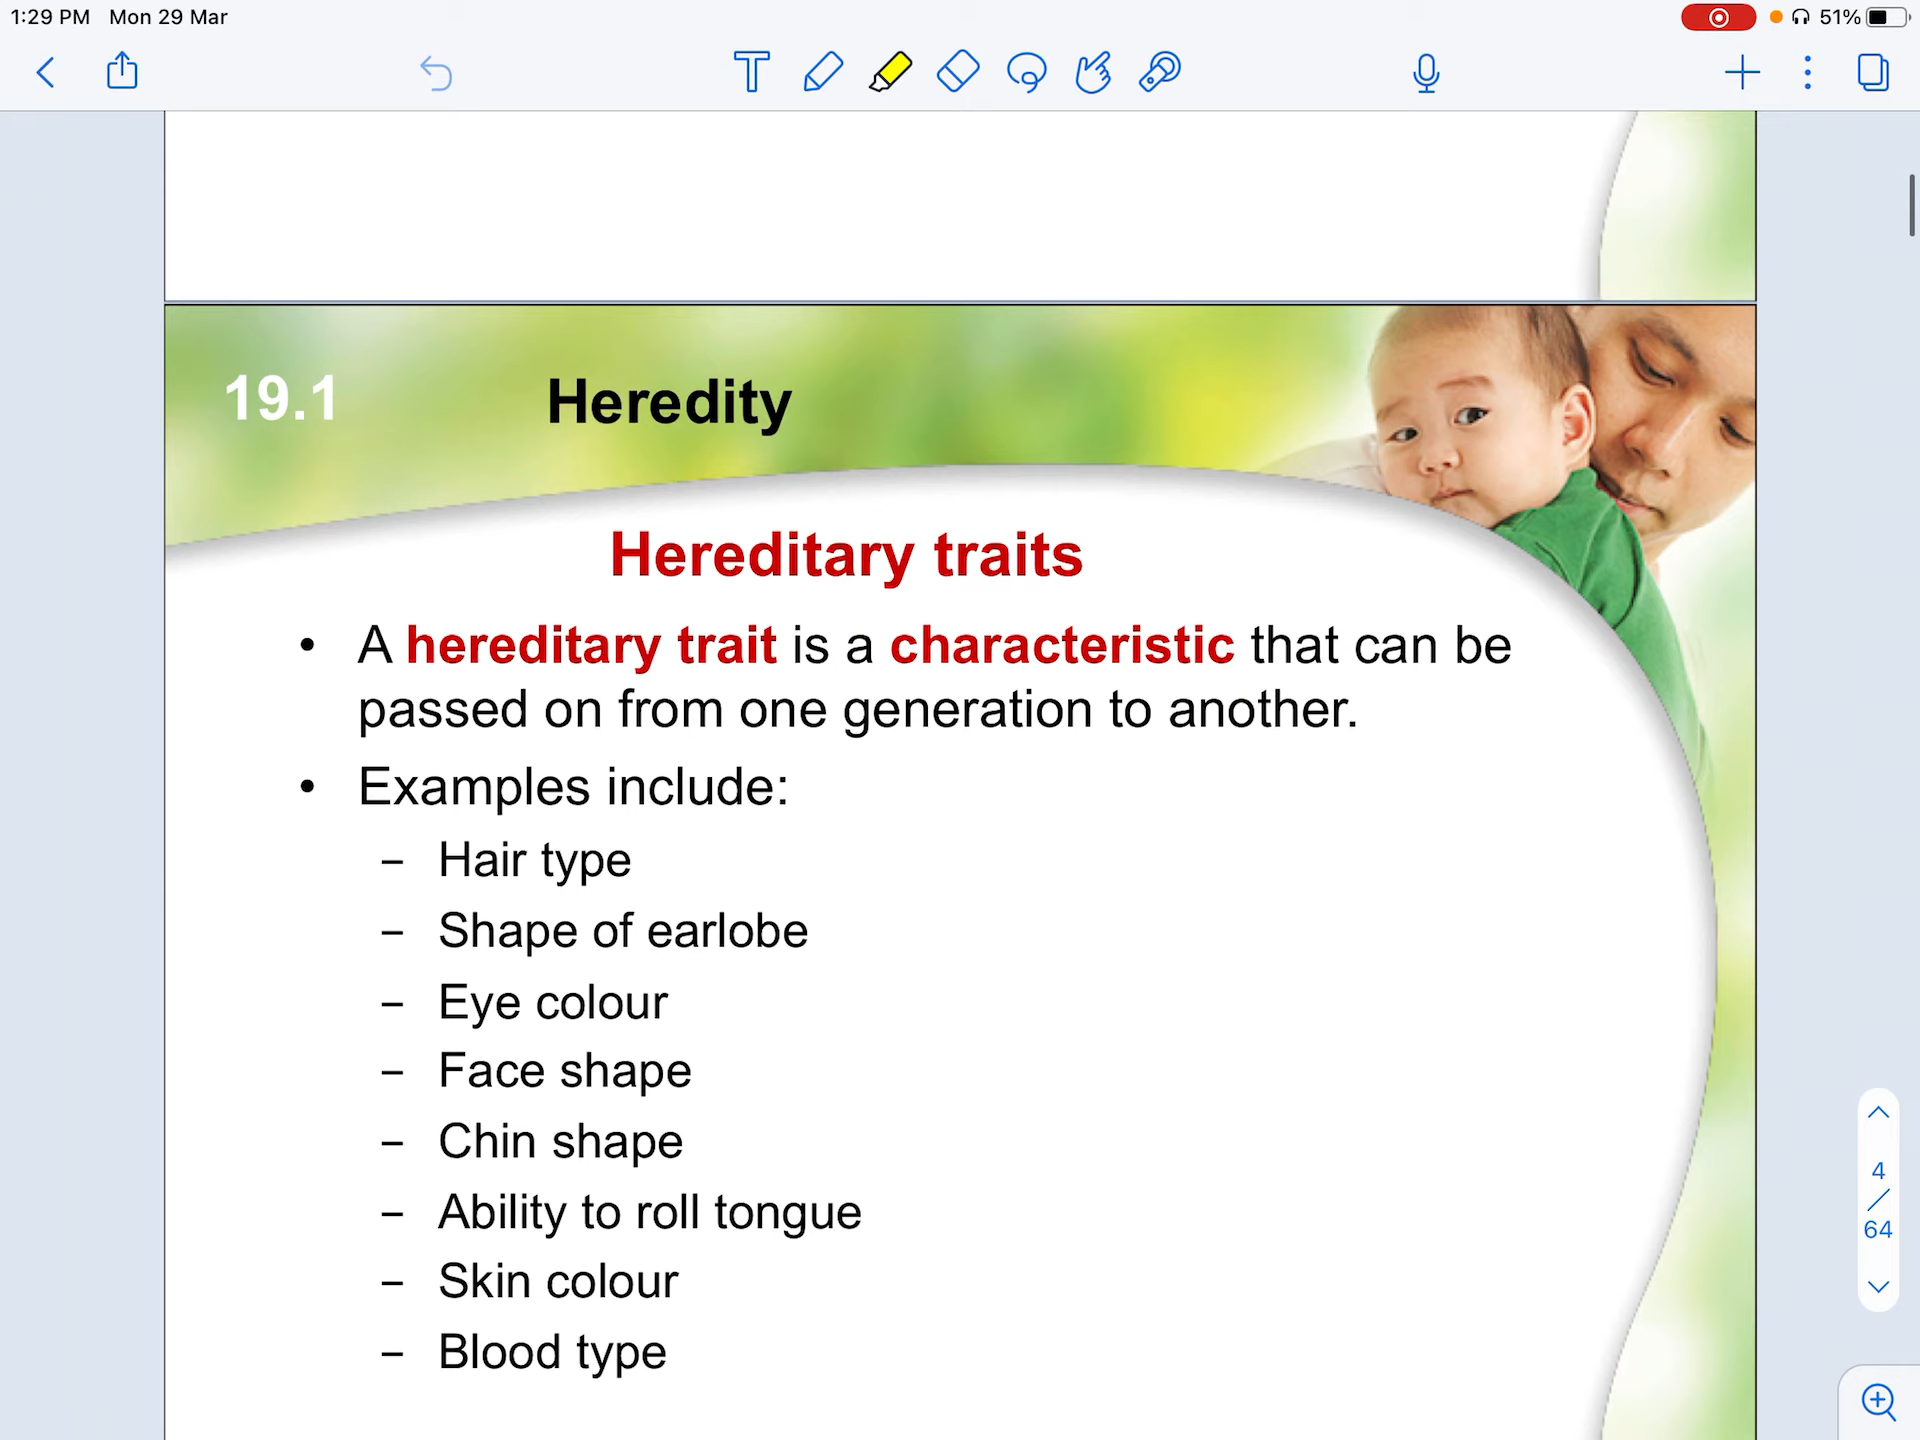 1:29 PM Mon 29 Mar
51%
19.1 Heredity
Hereditary traits
• A hereditary trait is a characteristic that can be
passed on from one generation to another.
• Examples include:
– Hair type
– Shape of earlobe
– Eye colour
– Face shape
– Chin shape
– Ability to roll tongue
– Skin colour
– Blood type
4
/
64